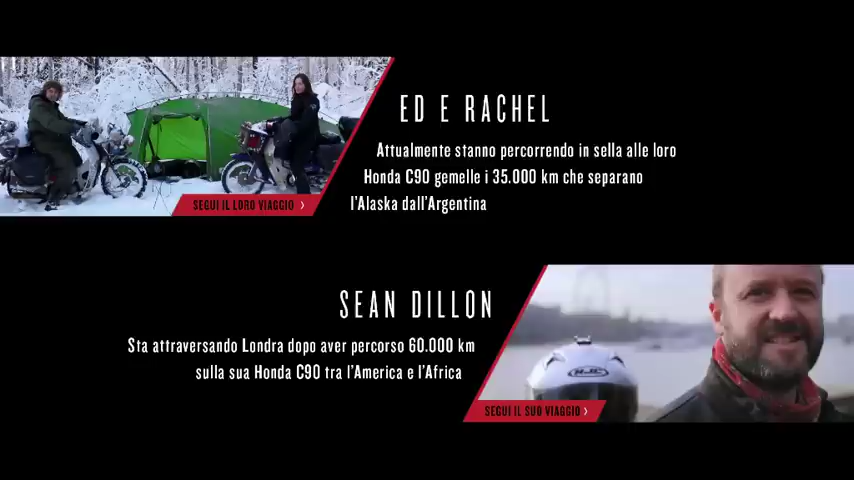 ED E RACHEL
Attualmente stanno percorrendo in sella alle loro
Honda C90 gemelle i 35.000 km che separano
l'Alaska dall'Argentina
SEGUI IL LORO VIAGGIO >
SEAN DILLON
Sta attraversando Londra dopo aver percorso 60.000 km
sulla sua Honda C90 tra l'America e l'Africa
HJC
SEGUI IL SUO VIAGGIO >